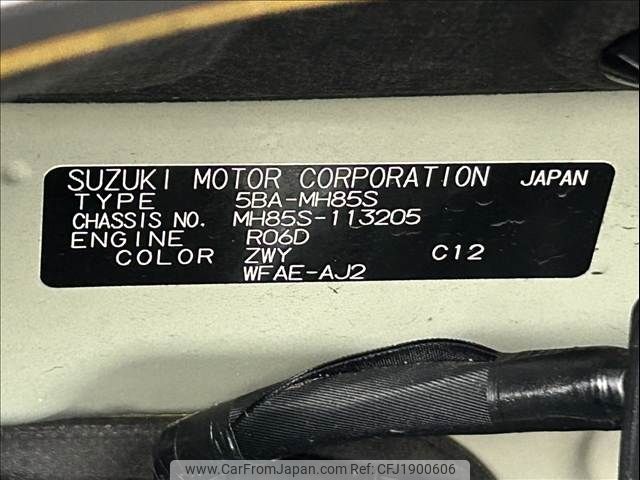 SUZUKI MOTOR CORPORATION JAPAN
TYPE 5BA-MH85S
CHASSIS NO. MH85S-113205
ENGINE R06D
COLOR ZWY C12
WFAE-AJ2
www.CarFromJapan.com ID: CFJ1900606